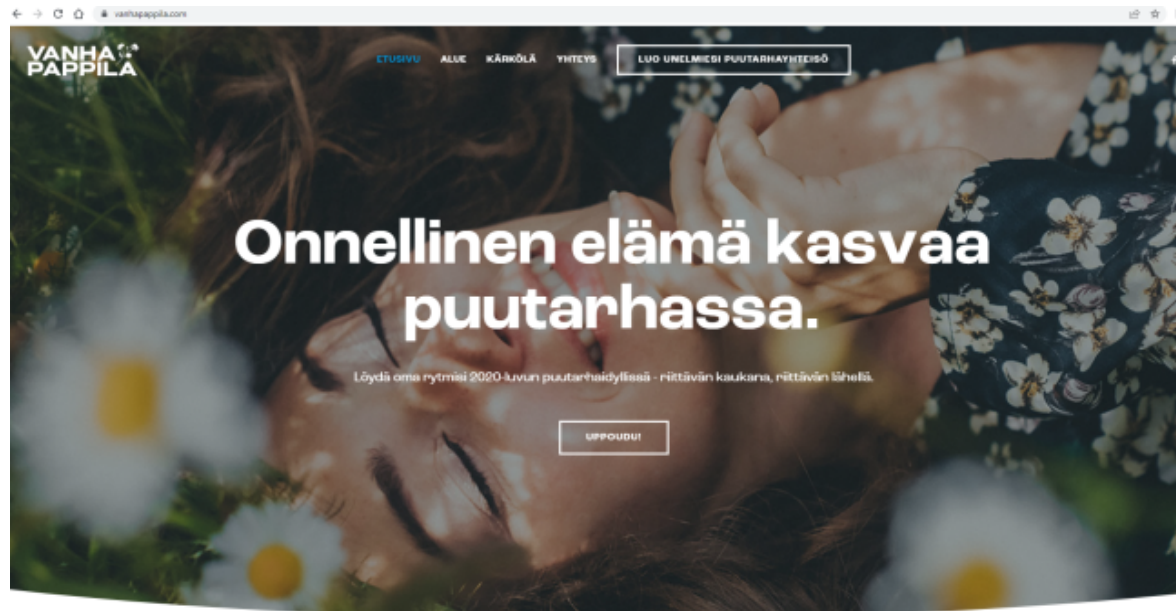 vanhapappila.com
VANHA
PAPPILA
ETUSIVU ALUE KÄRKÖLÄ YHTEYS LUO UNELMIESI PUUTARHAYHTEISÖ
Onnellinen elämä kasvaa
puutarhassa.
Löydä oma rytmisi 2020-luvun puutarhaidyllissä - riittävän kaukana, riittävän lähellä.
UPPOUDU!